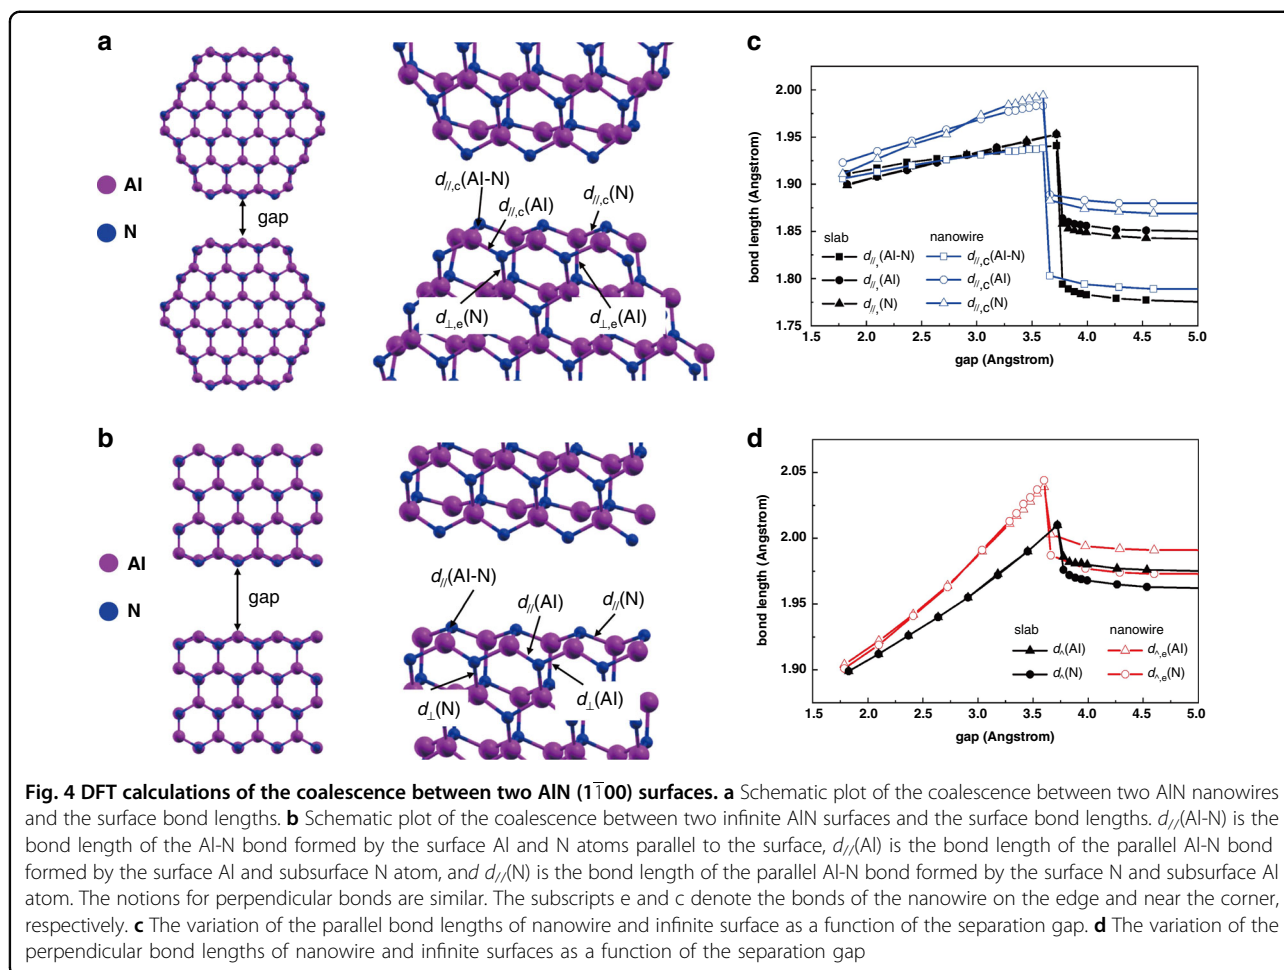 a
Al
N
gap
d//,c(Al-N)
d//,c(Al)
d//,c(N)
d⊥,e(N)
d⊥,e(Al)
b
Al
N
gap
d//(Al-N)
d//(Al)
d//(N)
d⊥(N)
d⊥(Al)
c
bond length (Angstrom)
2.00
1.95
1.90
1.85
1.80
1.75
slab nanowire
d//,(Al-N) d//,c(Al-N)
d//,(Al) d//,c(Al)
d//,(N) d//,c(N)
1.5 2.0 2.5 3.0 3.5 4.0 4.5 5.0
gap (Angstrom)
d
bond length (Angstrom)
2.05
2.00
1.95
1.90
slab nanowire
d^(Al) d^,e(Al)
d^(N) d^,e(N)
1.5 2.0 2.5 3.0 3.5 4.0 4.5 5.0
gap (Angstrom)
Fig. 4 DFT calculations of the coalescence between two AlN (11̅00) surfaces. a Schematic plot of the coalescence between two AlN nanowires
and the surface bond lengths. b Schematic plot of the coalescence between two infinite AlN surfaces and the surface bond lengths. d//(Al-N) is the
bond length of the Al-N bond formed by the surface Al and N atoms parallel to the surface, d//(Al) is the bond length of the parallel Al-N bond
formed by the surface Al and subsurface N atom, and d//(N) is the bond length of the parallel Al-N bond formed by the surface N and subsurface Al
atom. The notions for perpendicular bonds are similar. The subscripts e and c denote the bonds of the nanowire on the edge and near the corner,
respectively. c The variation of the parallel bond lengths of nanowire and infinite surface as a function of the separation gap. d The variation of the
perpendicular bond lengths of nanowire and infinite surfaces as a function of the separation gap